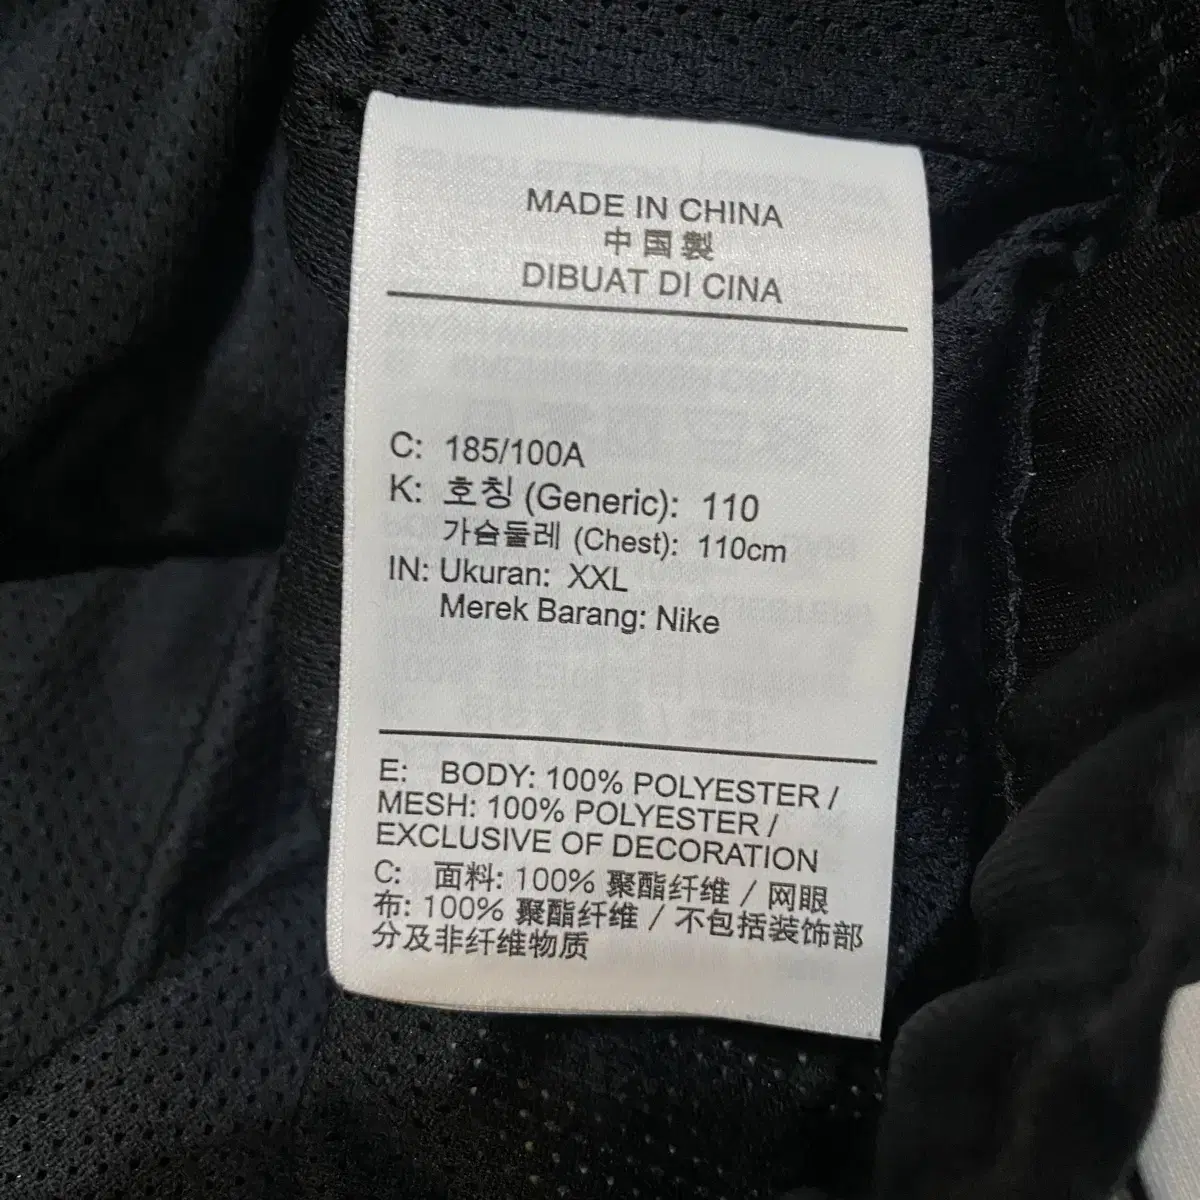 MADE IN CHINA
中国製
DIBUAT DI CINA
C: 185/100A
K: 호칭 (Generic): 110
가슴둘레 (Chest): 110cm
IN: Ukuran: XXL
Merek Barang: Nike
E: BODY: 100% POLYESTER /
MESH: 100% POLYESTER /
EXCLUSIVE OF DECORATION
C: 面料: 100% 聚酯纤维 / 网眼
布: 100% 聚酯纤维 / 不包括装饰部
分及非纤维物质